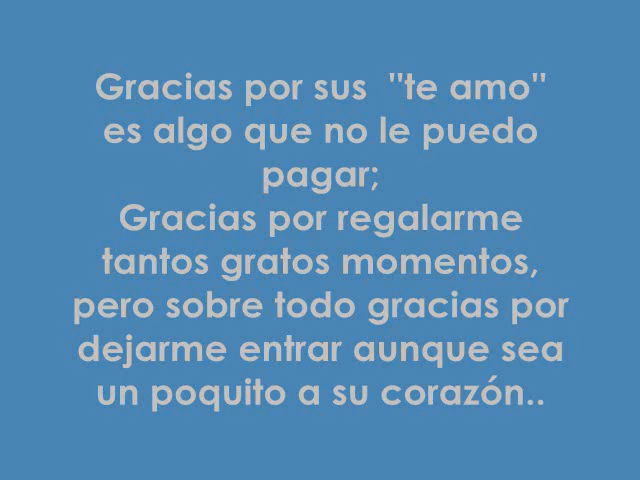 Gracias por sus  "te amo"
es algo que no le puedo
pagar;
Gracias por regalarme
tantos gratos momentos,
pero sobre todo gracias por
dejarme entrar aunque sea
un poquito a su corazón..